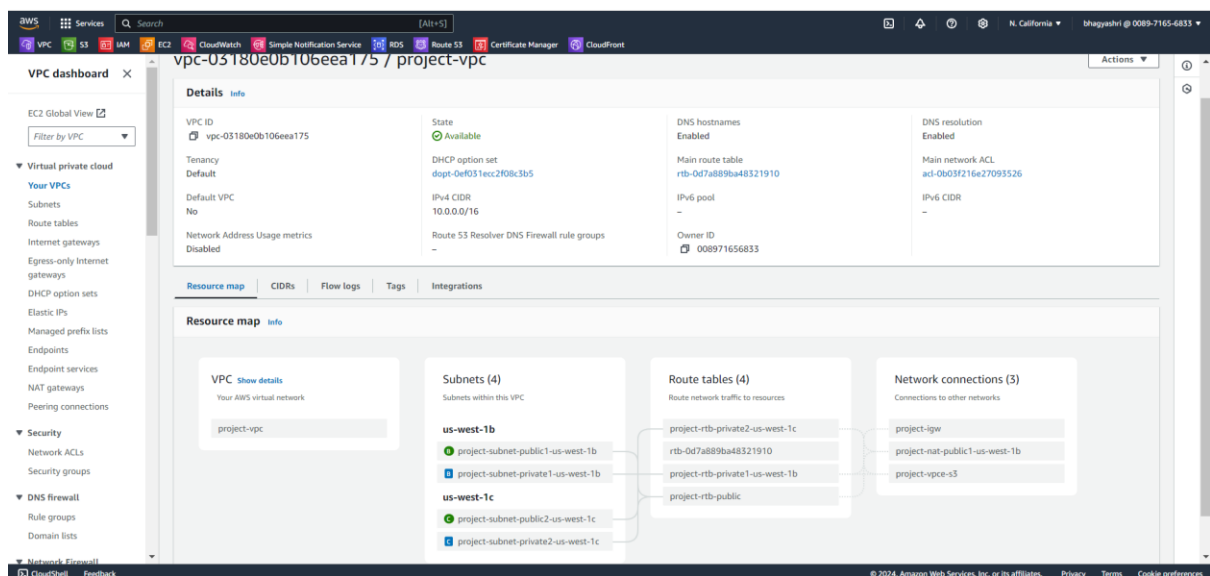 aws Services Search [Alt+S] N. California bhagyashri @ 0089-7165-6833
VPC S3 IAM EC2 CloudWatch Simple Notification Service RDS Route 53 Certificate Manager CloudFront
VPC dashboard
EC2 Global View
Filter by VPC
Virtual private cloud
Your VPCs
Subnets
Route tables
Internet gateways
Egress-only Internet
gateways
DHCP option sets
Elastic IPs
Managed prefix lists
Endpoints
Endpoint services
NAT gateways
Peering connections
Security
Network ACLs
Security groups
DNS firewall
Rule groups
Domain lists
Network Firewall
vpc-03180e0b106eea175 / project-vpc
Actions
Details Info
VPC ID
vpc-03180e0b106eea175
State
Available
DNS hostnames
Enabled
DNS resolution
Enabled
Tenancy
Default
DHCP option set
dopt-0ef031ecc2f08c3b5
Main route table
rtb-0d7a889ba48321910
Main network ACL
acl-0b03f216e27093526
Default VPC
No
IPv4 CIDR
10.0.0.0/16
IPv6 pool
–
IPv6 CIDR
–
Network Address Usage metrics
Disabled
Route 53 Resolver DNS Firewall rule groups
–
Owner ID
008971656833
Resource map CIDRs Flow logs Tags Integrations
Resource map Info
VPC Show details
Your AWS virtual network
project-vpc
Subnets (4)
Subnets within this VPC
us-west-1b
B project-subnet-public1-us-west-1b
B project-subnet-private1-us-west-1b
us-west-1c
C project-subnet-public2-us-west-1c
C project-subnet-private2-us-west-1c
Route tables (4)
Route network traffic to resources
project-rtb-private2-us-west-1c
rtb-0d7a889ba48321910
project-rtb-private1-us-west-1b
project-rtb-public
Network connections (3)
Connections to other networks
project-igw
project-nat-public1-us-west-1b
project-vpce-s3
CloudShell Feedback © 2024, Amazon Web Services, Inc. or its affiliates. Privacy Terms Cookie preferences